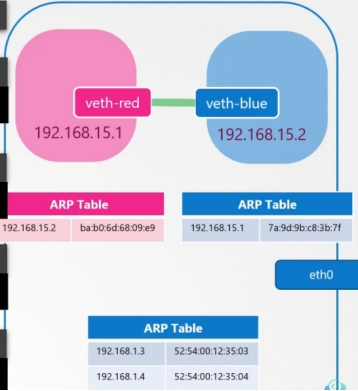 veth-red
veth-blue
192.168.15.1
192.168.15.2
ARP Table
192.168.15.2 ba:b0:6d:68:09:e9
ARP Table
192.168.15.1 7a:9d:9b:c8:3b:7f
eth0
ARP Table
192.168.1.3 52:54:00:12:35:03
192.168.1.4 52:54:00:12:35:04